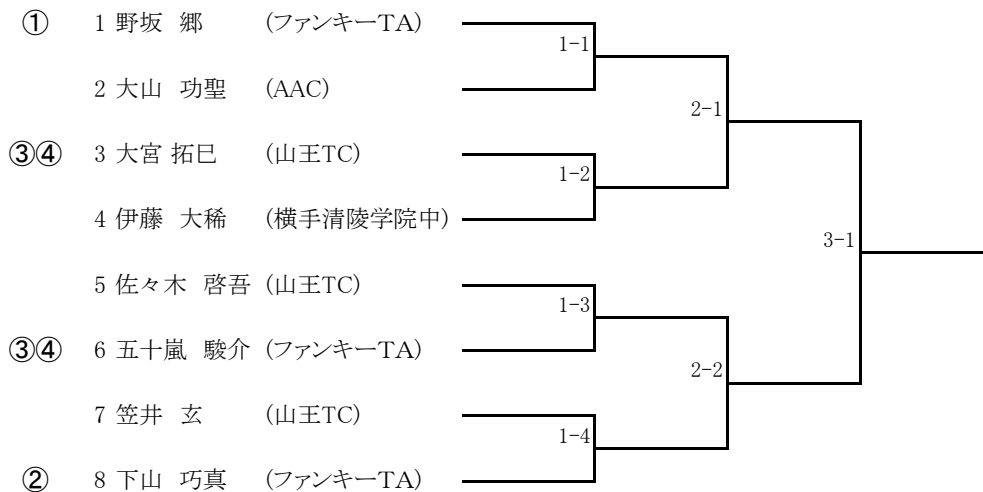 ① 1 野坂 郷 (ファンキーTA)
1-1
2 大山 功聖 (AAC)
2-1
③④ 3 大宮 拓巳 (山王TC)
1-2
4 伊藤 大稀 (横手清陵学院中)
3-1
5 佐々木 啓吾 (山王TC)
1-3
③④ 6 五十嵐 駿介 (ファンキーTA)
2-2
7 笠井 玄 (山王TC)
1-4
② 8 下山 巧真 (ファンキーTA)